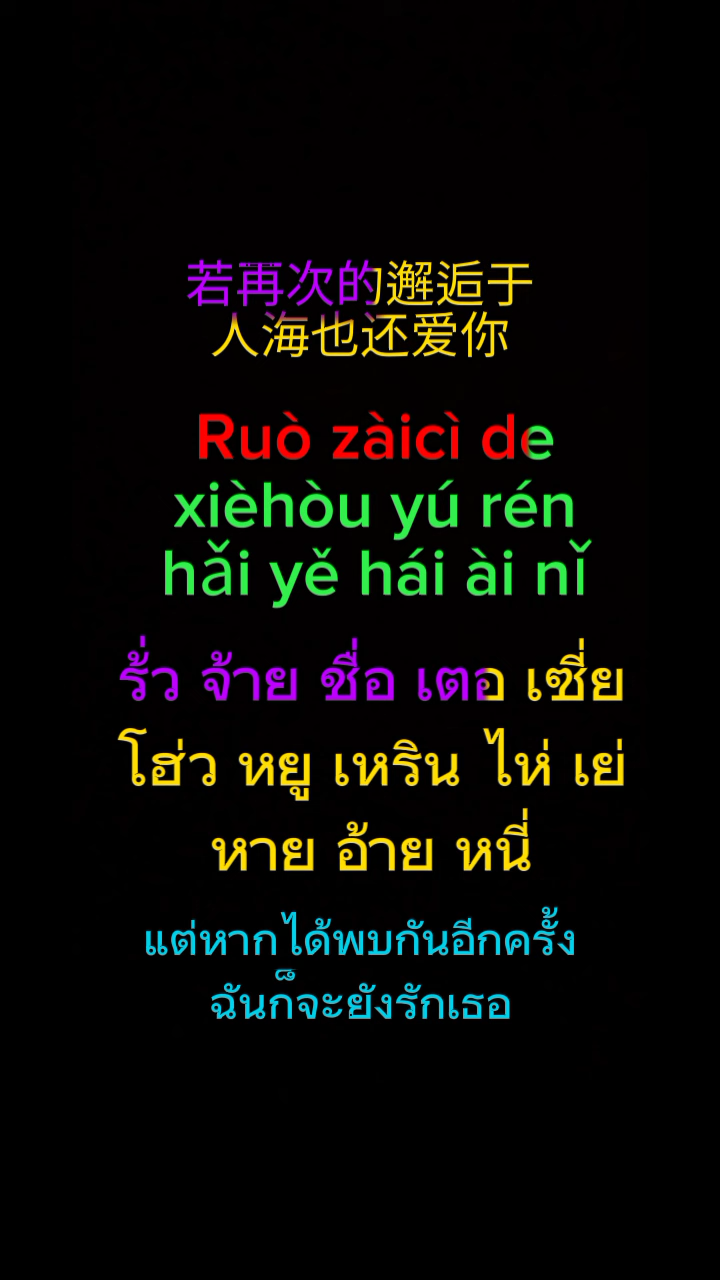 若再次的邂逅于
人海也还爱你
Ruò zàicì de
xièhòu yú rén
hǎi yě hái ài nǐ
รั่ว จ้าย ชื่อ เตอ เซี่ย
โฮ่ว หยู เหริน ไห่ เย่
หาย อ้าย หนี่
แต่หากได้พบกันอีกครั้ง
ฉันก็จะยังรักเธอ